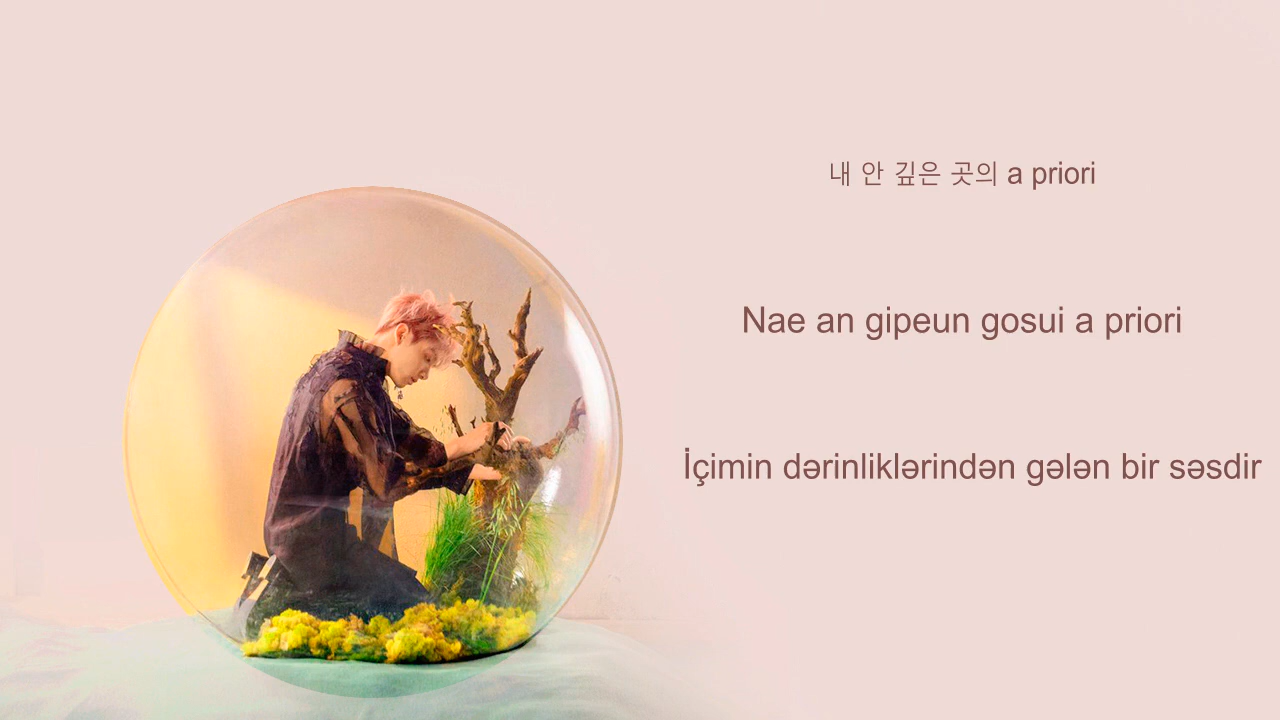 내 안 깊은 곳의 a priori
Nae an gipeun gosui a priori
İçimin dərinliklərindən gələn bir səsdir